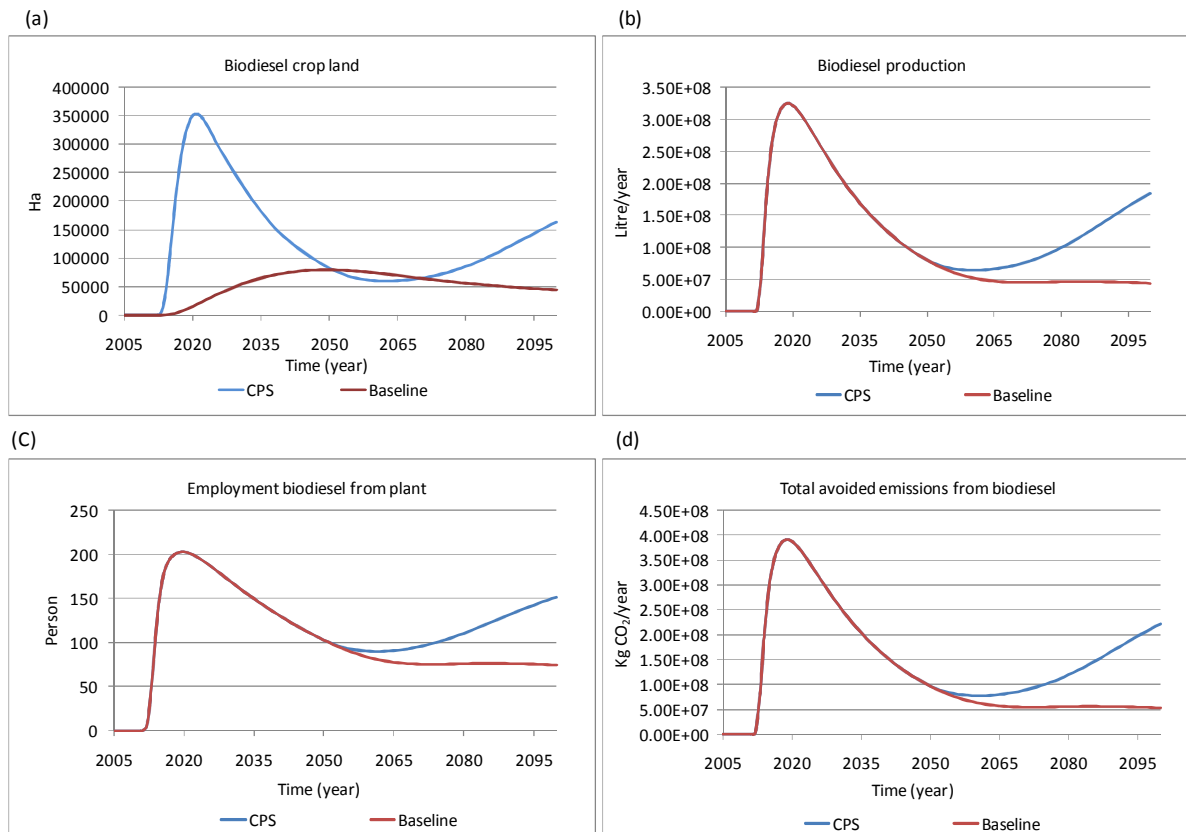 (a)
Biodiesel crop land
400000
350000
300000
250000
200000
150000
100000
50000
0
Ha
2005 2020 2035 2050 2065 2080 2095
Time (year)
CPS Baseline
(b)
Biodiesel production
3.50E+08
3.00E+08
2.50E+08
2.00E+08
1.50E+08
1.00E+08
5.00E+07
0.00E+00
Litre/year
2005 2020 2035 2050 2065 2080 2095
Time (year)
CPS Baseline
(C)
Employment biodiesel from plant
250
200
150
100
50
0
Person
2005 2020 2035 2050 2065 2080 2095
Time (year)
CPS Baseline
(d)
Total avoided emissions from biodiesel
4.50E+08
4.00E+08
3.50E+08
3.00E+08
2.50E+08
2.00E+08
1.50E+08
1.00E+08
5.00E+07
0.00E+00
Kg CO₂/year
2005 2020 2035 2050 2065 2080 2095
Time (year)
CPS Baseline